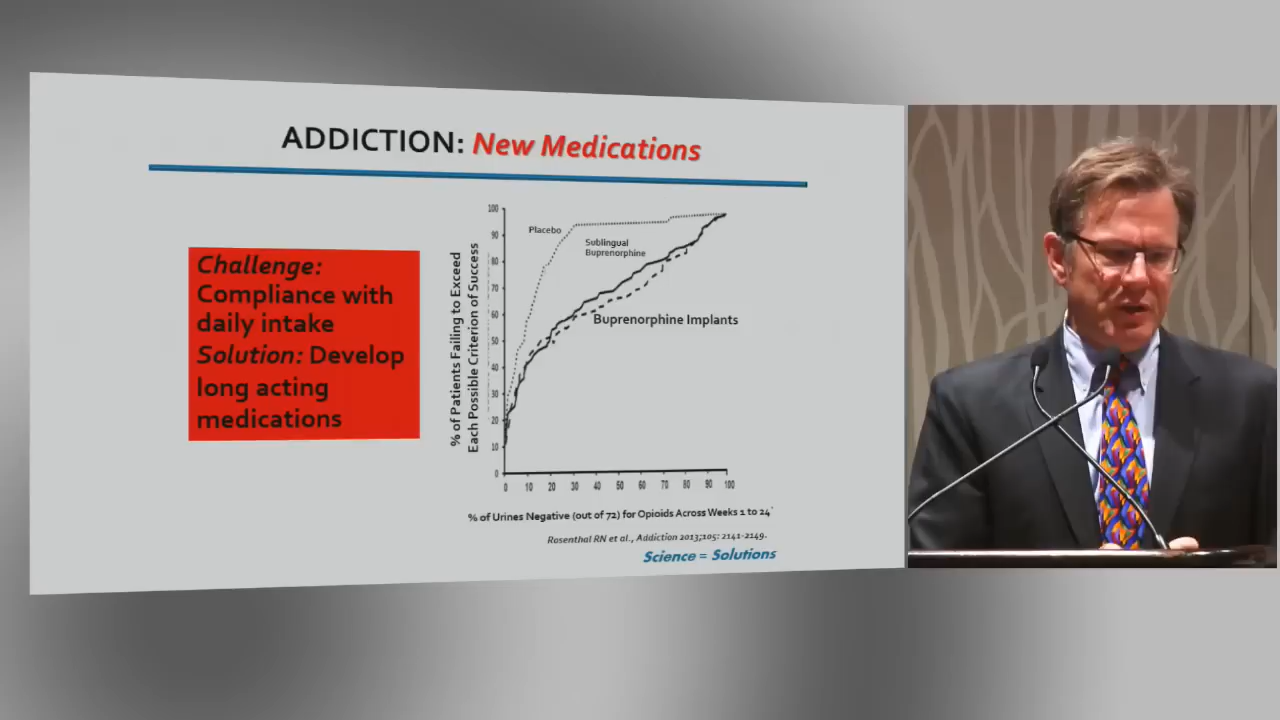 ADDICTION: New Medications
Challenge:
Compliance with
daily intake
Solution: Develop
long acting
medications
% of Patients Failing to Exceed
Each Possible Criterion of Success
100
90
80
70
60
50
40
30
20
10
0
Placebo
Sublingual
Buprenorphine
Buprenorphine Implants
0 10 20 30 40 50 60 70 80 90 100
% of Urines Negative (out of 72) for Opioids Across Weeks 1 to 24*
Rosenthal RN et al., Addiction 2013;105: 2141-2149.
Science = Solutions